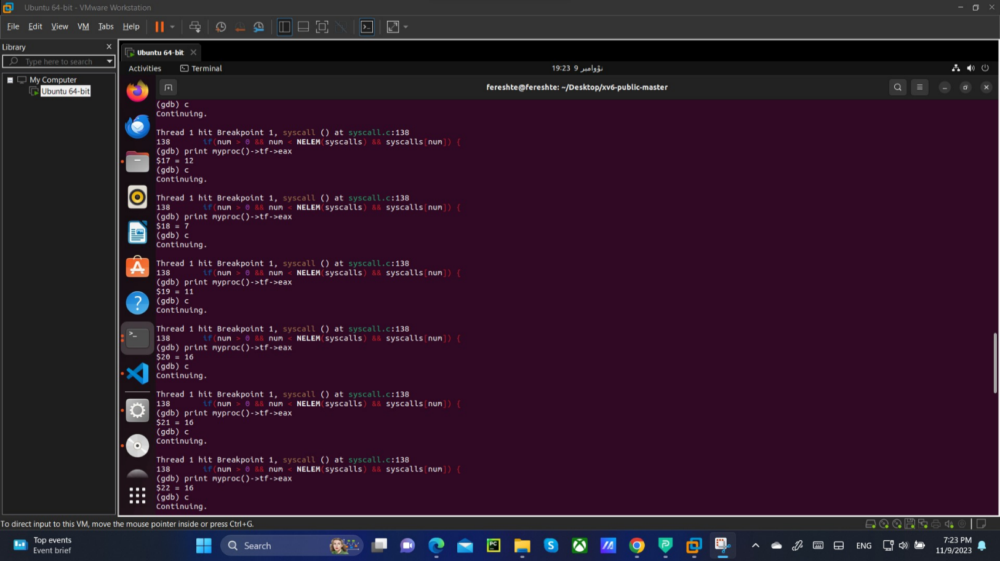 Ubuntu 64-bit - VMware Workstation
File Edit View VM Tabs Help
Library X
Type here to search
My Computer
Ubuntu 64-bit
Ubuntu 64-bit
Activities Terminal
نؤوامبر 9 19:23
fereshte@fereshte: ~/Desktop/xv6-public-master
(gdb) c
Continuing.
Thread 1 hit Breakpoint 1, syscall () at syscall.c:138
138 if(num > 0 && num < NELEM(syscalls) && syscalls[num]) {
(gdb) print myproc()->tf->eax
$17 = 12
(gdb) c
Continuing.
Thread 1 hit Breakpoint 1, syscall () at syscall.c:138
138 if(num > 0 && num < NELEM(syscalls) && syscalls[num]) {
(gdb) print myproc()->tf->eax
$18 = 7
(gdb) c
Continuing.
Thread 1 hit Breakpoint 1, syscall () at syscall.c:138
138 if(num > 0 && num < NELEM(syscalls) && syscalls[num]) {
(gdb) print myproc()->tf->eax
$19 = 11
(gdb) c
Continuing.
Thread 1 hit Breakpoint 1, syscall () at syscall.c:138
138 if(num > 0 && num < NELEM(syscalls) && syscalls[num]) {
(gdb) print myproc()->tf->eax
$20 = 16
(gdb) c
Continuing.
Thread 1 hit Breakpoint 1, syscall () at syscall.c:138
138 if(num > 0 && num < NELEM(syscalls) && syscalls[num]) {
(gdb) print myproc()->tf->eax
$21 = 16
(gdb) c
Continuing.
Thread 1 hit Breakpoint 1, syscall () at syscall.c:138
138 if(num > 0 && num < NELEM(syscalls) && syscalls[num]) {
(gdb) print myproc()->tf->eax
$22 = 16
(gdb) c
Continuing.
To direct input to this VM, move the mouse pointer inside or press Ctrl+G.
Top events
Event brief
Search
PC
ENG
7:23 PM
11/9/2023